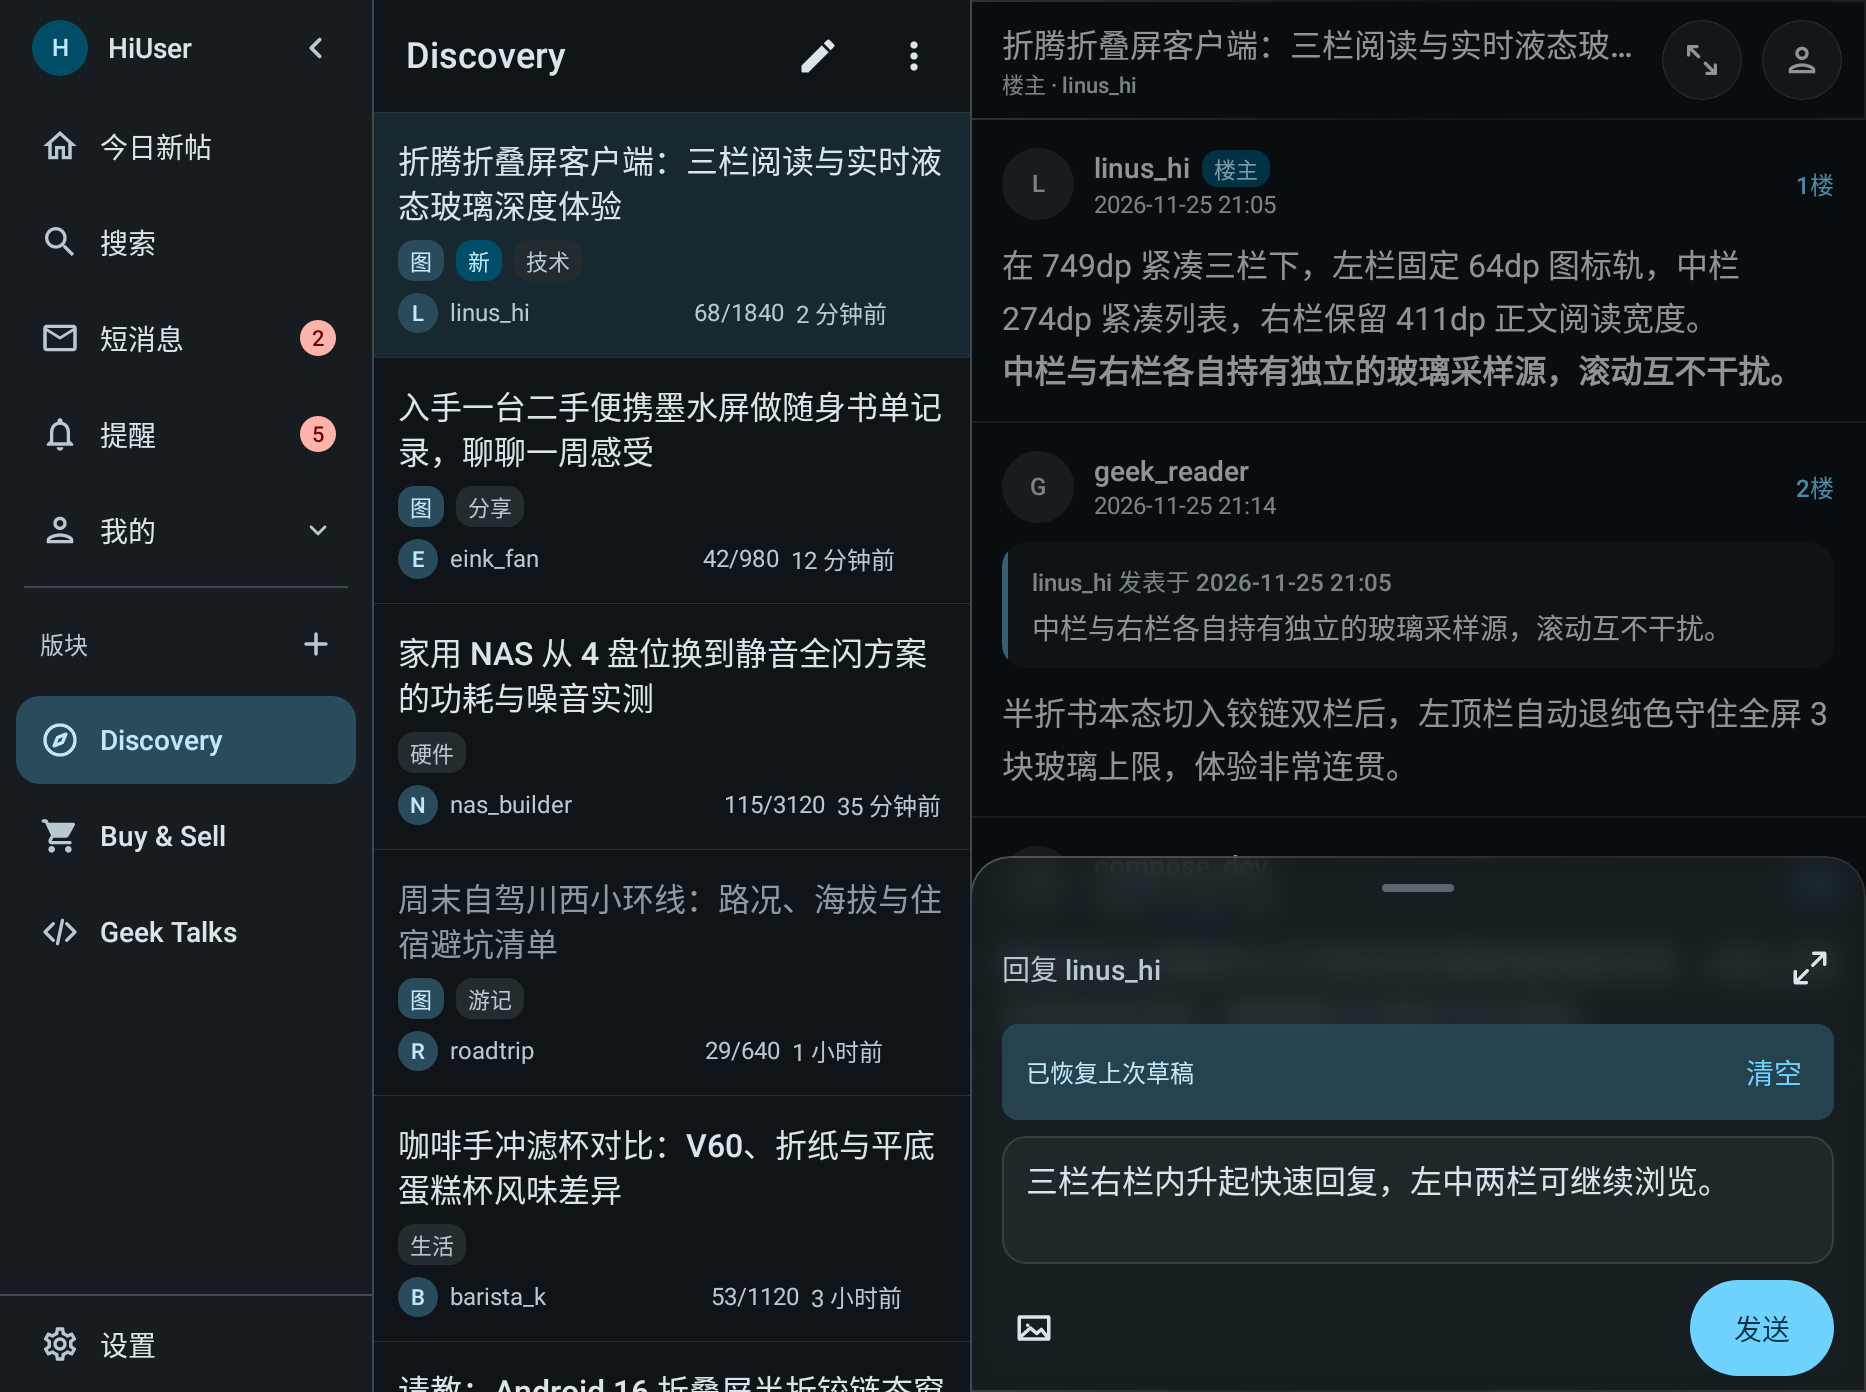 H HiUser
今日新帖
搜索
短消息 2
提醒 5
我的
版块
Discovery
Buy & Sell
Geek Talks
设置
Discovery
折腾折叠屏客户端：三栏阅读与实时液
态玻璃深度体验
图 新 技术
L linus_hi 68/1840 2 分钟前
入手一台二手便携墨水屏做随身书单记
录，聊聊一周感受
图 分享
E eink_fan 42/980 12 分钟前
家用 NAS 从 4 盘位换到静音全闪方案
的功耗与噪音实测
硬件
N nas_builder 115/3120 35 分钟前
周末自驾川西小环线：路况、海拔与住
宿避坑清单
图 游记
R roadtrip 29/640 1 小时前
咖啡手冲滤杯对比：V60、折纸与平底
蛋糕杯风味差异
生活
B barista_k 53/1120 3 小时前
请教：Android 16 折叠屏半折铰链态窗
折腾折叠屏客户端：三栏阅读与实时液态玻...
楼主 · linus_hi
L linus_hi 楼主 1楼
2026-11-25 21:05
在 749dp 紧凑三栏下，左栏固定 64dp 图标轨，中栏
274dp 紧凑列表，右栏保留 411dp 正文阅读宽度。
中栏与右栏各自持有独立的玻璃采样源，滚动互不干扰。
G geek_reader 2楼
2026-11-25 21:14
linus_hi 发表于 2026-11-25 21:05
中栏与右栏各自持有独立的玻璃采样源，滚动互不干扰。
半折书本态切入铰链双栏后，左顶栏自动退纯色守住全屏 3
块玻璃上限，体验非常连贯。
compose_dev
回复 linus_hi
已恢复上次草稿 清空
三栏右栏内升起快速回复，左中两栏可继续浏览。
发送